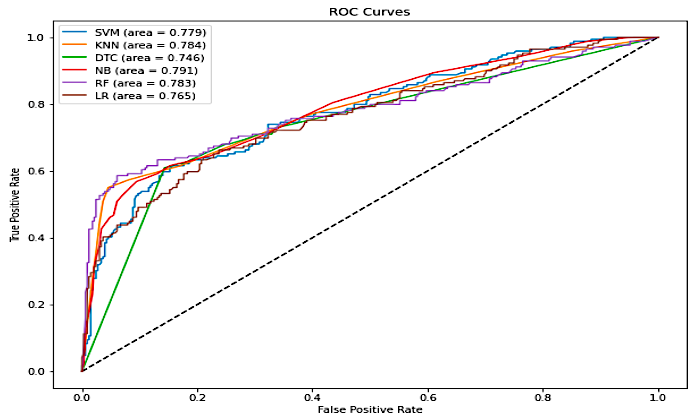 ROC Curves
SVM (area = 0.779)
KNN (area = 0.784)
DTC (area = 0.746)
NB (area = 0.791)
RF (area = 0.783)
LR (area = 0.765)
True Positive Rate
1.0
0.8
0.6
0.4
0.2
0.0
0.0 0.2 0.4 0.6 0.8 1.0
False Positive Rate